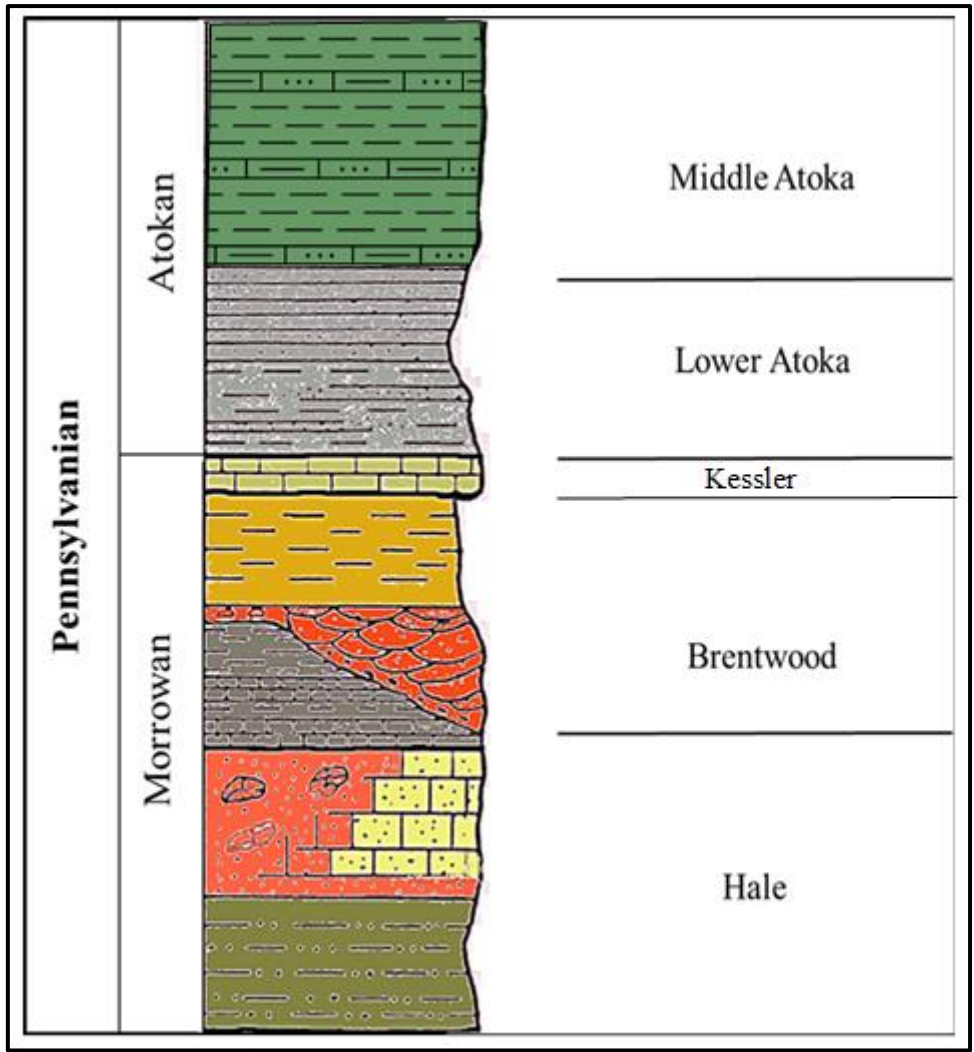 Pennsylvanian
Atokan
Morrowan
Middle Atoka
Lower Atoka
Kessler
Brentwood
Hale